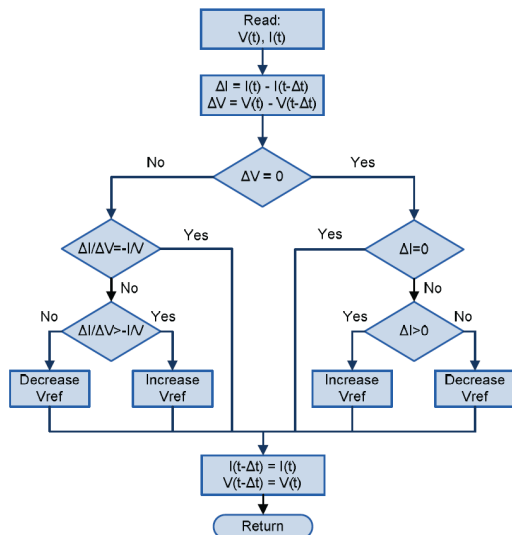 Read:
V(t), I(t)
ΔI = I(t) - I(t-Δt)
ΔV = V(t) - V(t-Δt)
No
Yes
ΔV = 0
ΔI/ΔV=-I/V
Yes
Yes
ΔI=0
No
No
No
ΔI/ΔV>-I/V
Yes
Yes
ΔI>0
No
Decrease
Vref
Increase
Vref
Increase
Vref
Decrease
Vref
I(t-Δt) = I(t)
V(t-Δt) = V(t)
Return